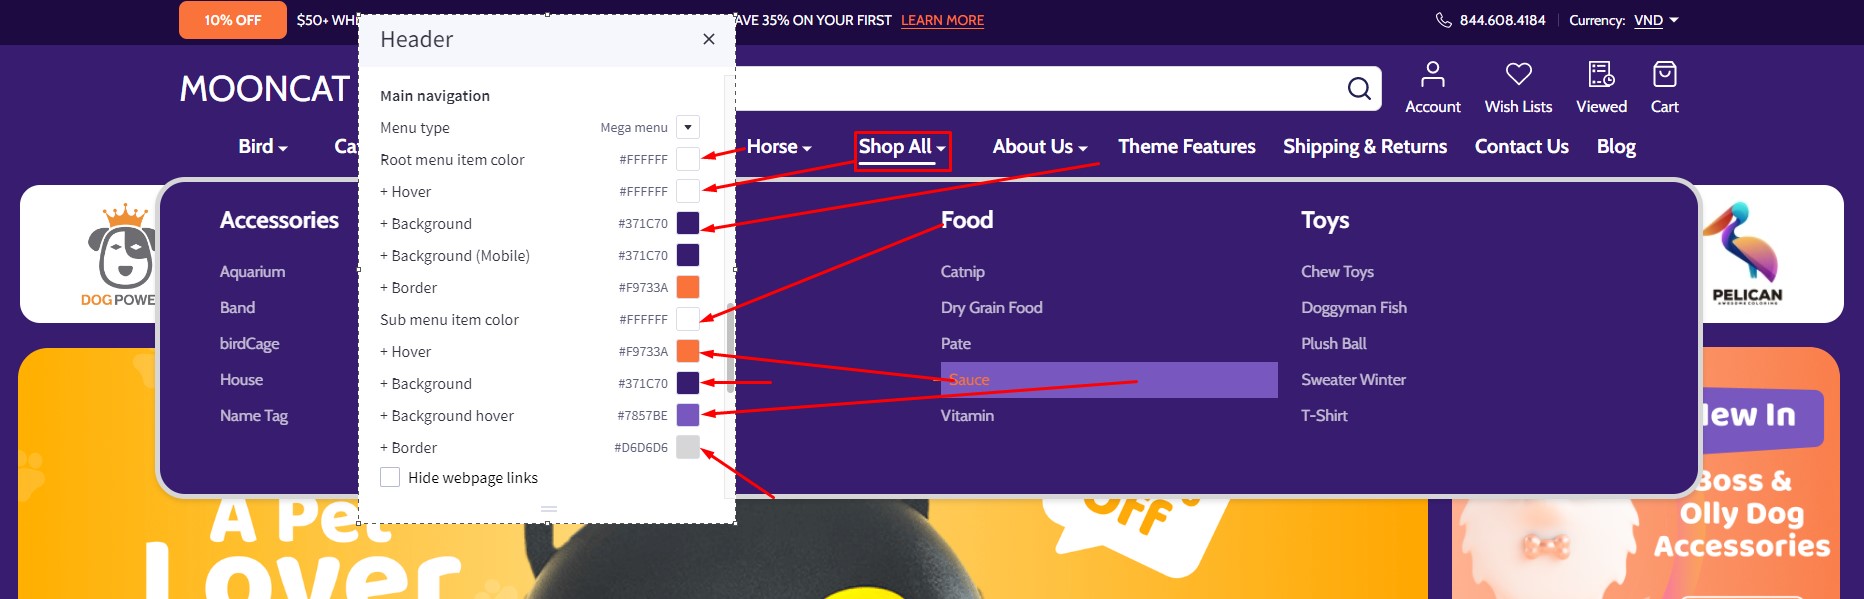 10% OFF
$50+ WH
AVE 35% ON YOUR FIRST LEARN MORE
844.608.4184
Currency: VND
MOONCAT
Account
Wish Lists
Viewed
Cart
Bird
Ca
Horse
Shop All
About Us
Theme Features
Shipping & Returns
Contact Us
Blog
Header
Main navigation
Menu type Mega menu
Root menu item color #FFFFFF
+ Hover #FFFFFF
+ Background #371C70
+ Background (Mobile) #371C70
+ Border #F9733A
Sub menu item color #FFFFFF
+ Hover #F9733A
+ Background #371C70
+ Background hover #7857BE
+ Border #D6D6D6
Hide webpage links
Accessories
Aquarium
Band
birdCage
House
Name Tag
Food
Catnip
Dry Grain Food
Pate
Sauce
Vitamin
Toys
Chew Toys
Doggyman Fish
Plush Ball
Sweater Winter
T-Shirt
DOG POWE
PELICAN
AWESOME COLORING
A Pet
Lover
OFF
New In
Boss &
Olly Dog
Accessories